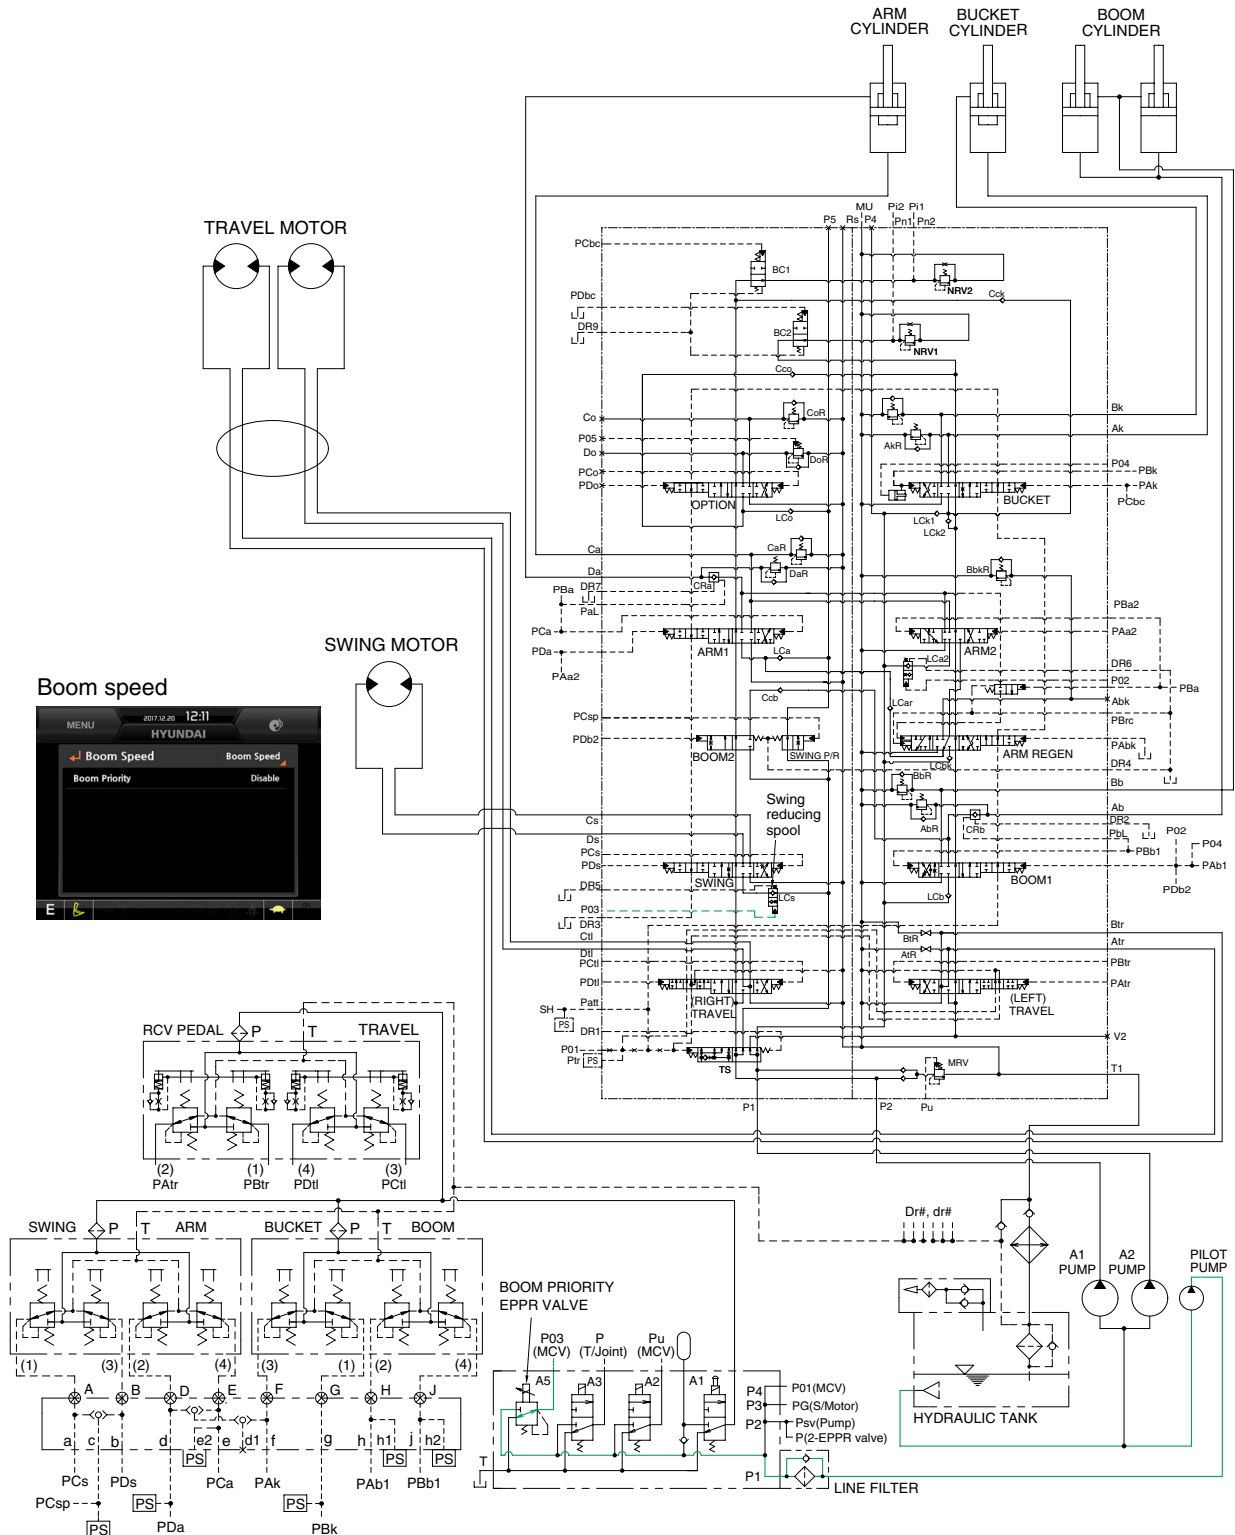 ARM
CYLINDER
BUCKET
CYLINDER
BOOM
CYLINDER
TRAVEL MOTOR
MU Pi2 Pi1
P5 Rs P4 Pn1 Pn2
PCbc
BC1
NRV2
Cck
PDbc
DR9
BC2
NRV1
Cco
Co
CoR
Bk
P05
Do
DoR
AkR
Ak
PCo
PDo
P04
PBk
PAk
PCbc
OPTION
BUCKET
LCo
LCk1
LCk2
Ca
CaR
Da
DaR
BbkR
CRa
DR7
PBa
PaL
PBa2
PCa
PAa2
PDa
PAa2
ARM1
ARM2
LCa
LCa2
DR6
P02
PBa
Ccb
LCar
Abk
SWING MOTOR
PCsp
PBrc
PDb2
PAbk
BOOM2
SWING P/R
ARM REGEN
LCbk
DR4
BbR
Bb
Swing
reducing
spool
AbR
CRb
Ab
DR2
PbL
P02
P04
PBb1
PAb1
PDb2
Cs
Ds
PCs
PDs
SWING
BOOM1
DR5
LCs
LCb
P03
DR3
Ctl
Dtl
BtR
AtR
Btr
Atr
PCtl
PBtr
PDtl
PAtr
Patt
(RIGHT)
TRAVEL
(LEFT)
TRAVEL
SH
PS
DR1
P01
Ptr
PS
TS
V2
MRV
T1
P1
P2
Pu
Boom speed
MENU
2017.12.20 12:11
HYUNDAI
Boom Speed
Boom Speed
Boom Priority
Disable
E
RCV PEDAL
P
T
TRAVEL
(2)
PAtr
(1)
PBtr
(4)
PDtl
(3)
PCtl
SWING
P
T
ARM
BUCKET
P
T
BOOM
(1)
(3)
(2)
(4)
(3)
(1)
(2)
(4)
A
B
D
E
F
G
H
J
a
c
b
d
e2
e
d1
f
g
h
h1
j
h2
PS
PS
PS
PCs
PDs
PCa
PAk
PAb1
PBb1
PCsp
PS
PS
PDa
PS
PBk
BOOM PRIORITY
EPPR VALVE
P03
(MCV)
P
(T/Joint)
Pu
(MCV)
A5
A3
A2
A1
P4
P3
P2
P01(MCV)
PG(S/Motor)
Psv(Pump)
P(2-EPPR valve)
T
P1
LINE FILTER
Dr#, dr#
A1
PUMP
A2
PUMP
PILOT
PUMP
HYDRAULIC TANK